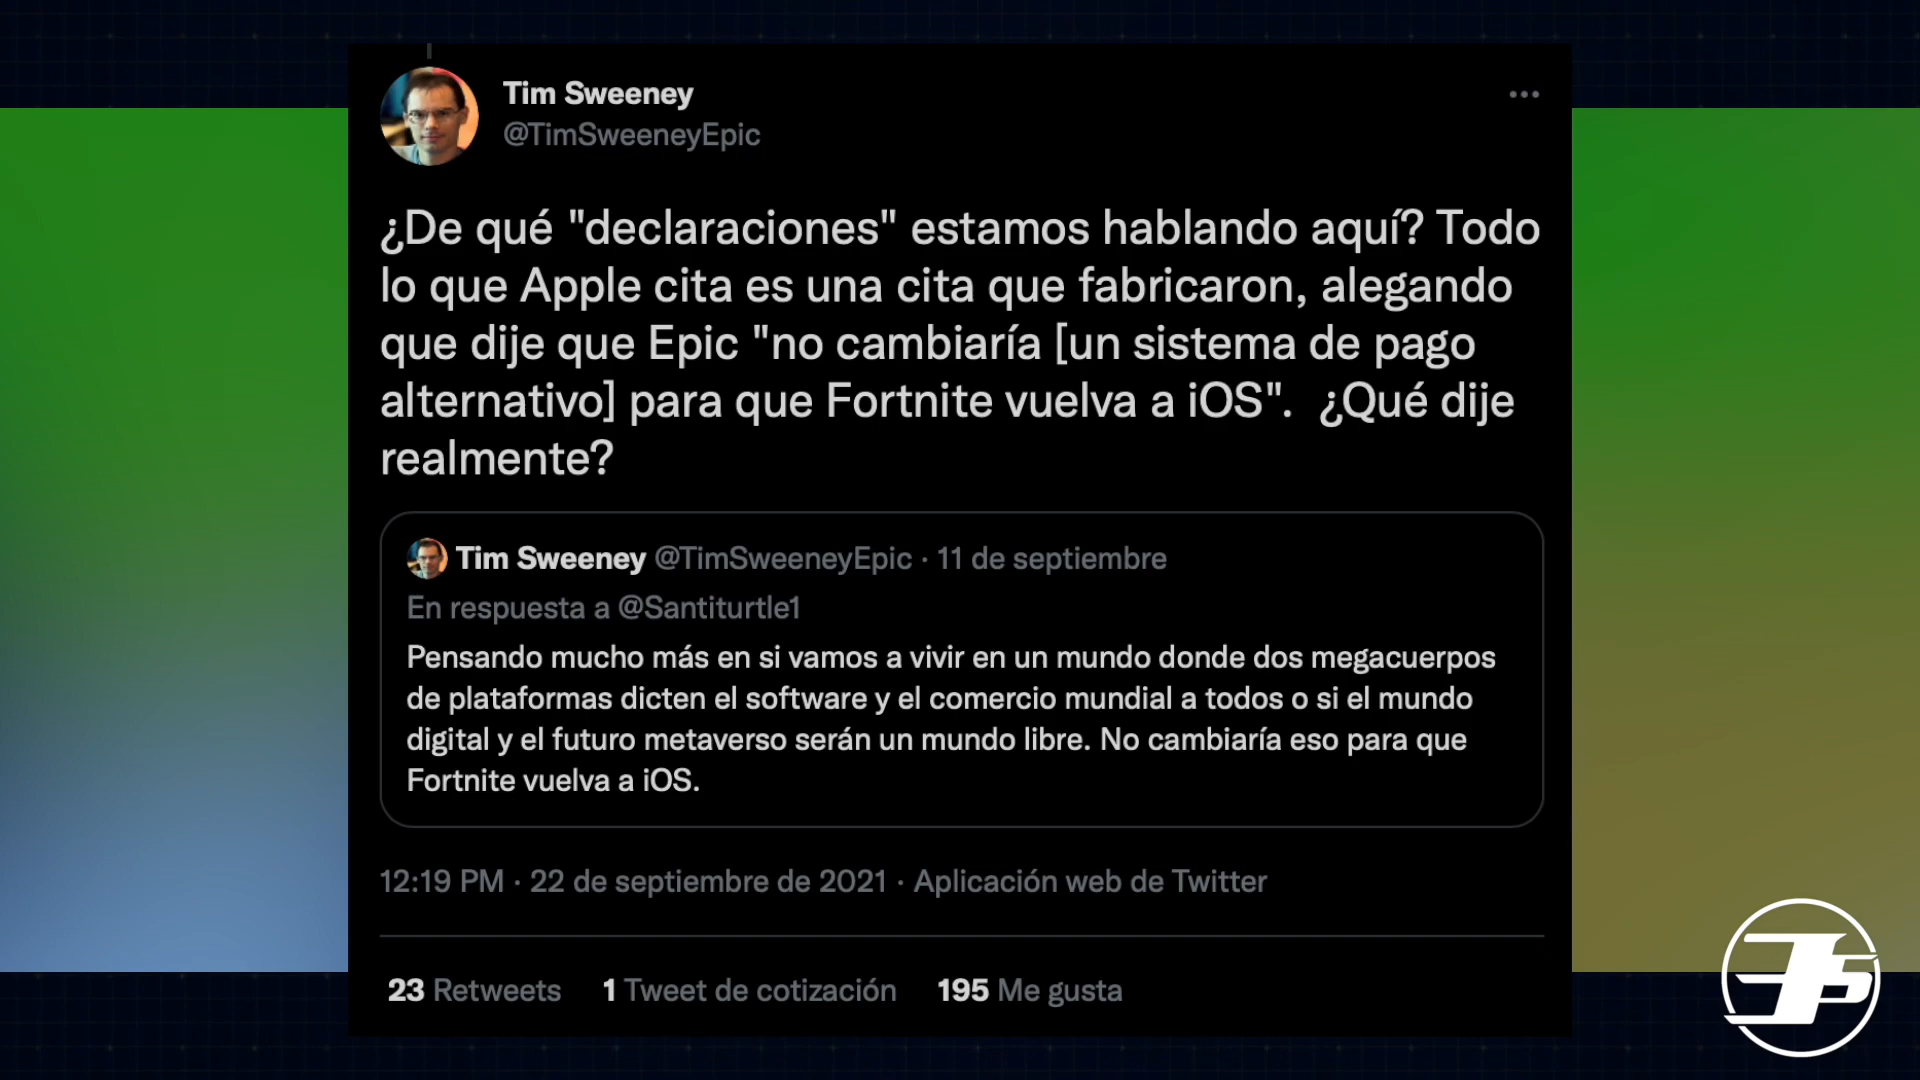 Tim Sweeney
@TimSweeneyEpic
¿De qué "declaraciones" estamos hablando aquí? Todo
lo que Apple cita es una cita que fabricaron, alegando
que dije que Epic "no cambiaría [un sistema de pago
alternativo] para que Fortnite vuelva a iOS".  ¿Qué dije
realmente?
Tim Sweeney @TimSweeneyEpic · 11 de septiembre
En respuesta a @Santiturtle1
Pensando mucho más en si vamos a vivir en un mundo donde dos megacuerpos
de plataformas dicten el software y el comercio mundial a todos o si el mundo
digital y el futuro metaverso serán un mundo libre. No cambiaría eso para que
Fortnite vuelva a iOS.
12:19 PM · 22 de septiembre de 2021 · Aplicación web de Twitter
23 Retweets 1 Tweet de cotización 195 Me gusta